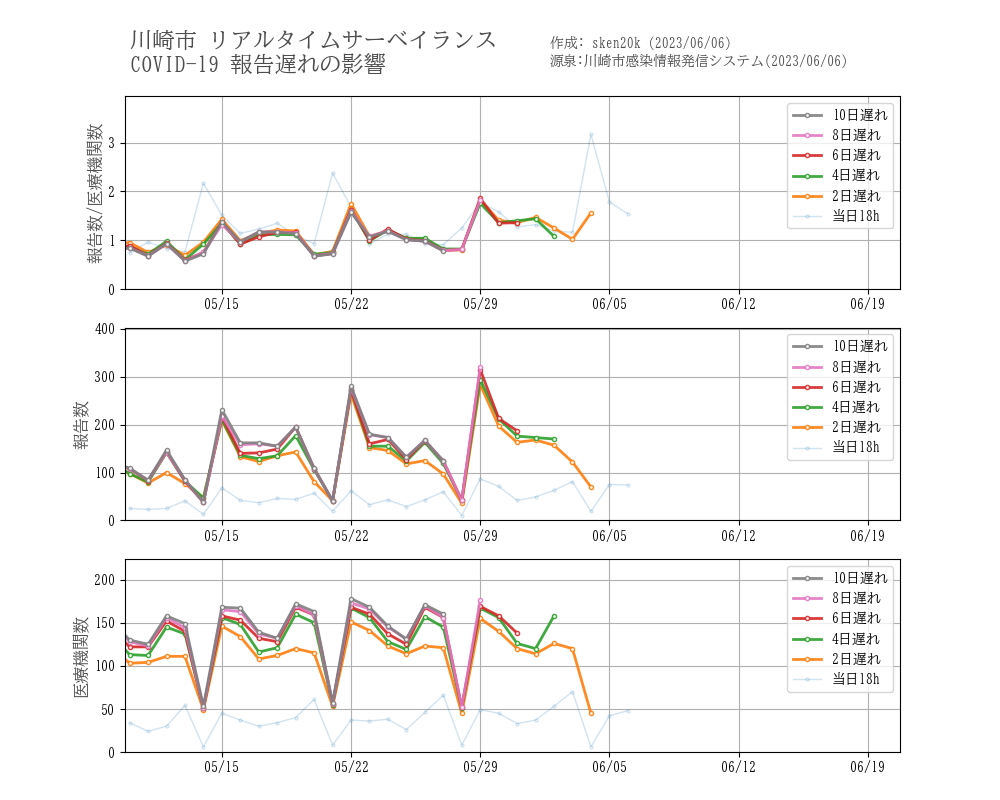 川崎市 リアルタイムサーベイランス
COVID-19 報告遅れの影響
作成: sken20k (2023/06/06)
源泉:川崎市感染情報発信システム(2023/06/06)
報告数/医療機関数
3
2
1
0
10日遅れ
8日遅れ
6日遅れ
4日遅れ
2日遅れ
当日18h
05/15 05/22 05/29 06/05 06/12 06/19
報告数
400
300
200
100
0
10日遅れ
8日遅れ
6日遅れ
4日遅れ
2日遅れ
当日18h
05/15 05/22 05/29 06/05 06/12 06/19
医療機関数
200
150
100
50
0
10日遅れ
8日遅れ
6日遅れ
4日遅れ
2日遅れ
当日18h
05/15 05/22 05/29 06/05 06/12 06/19